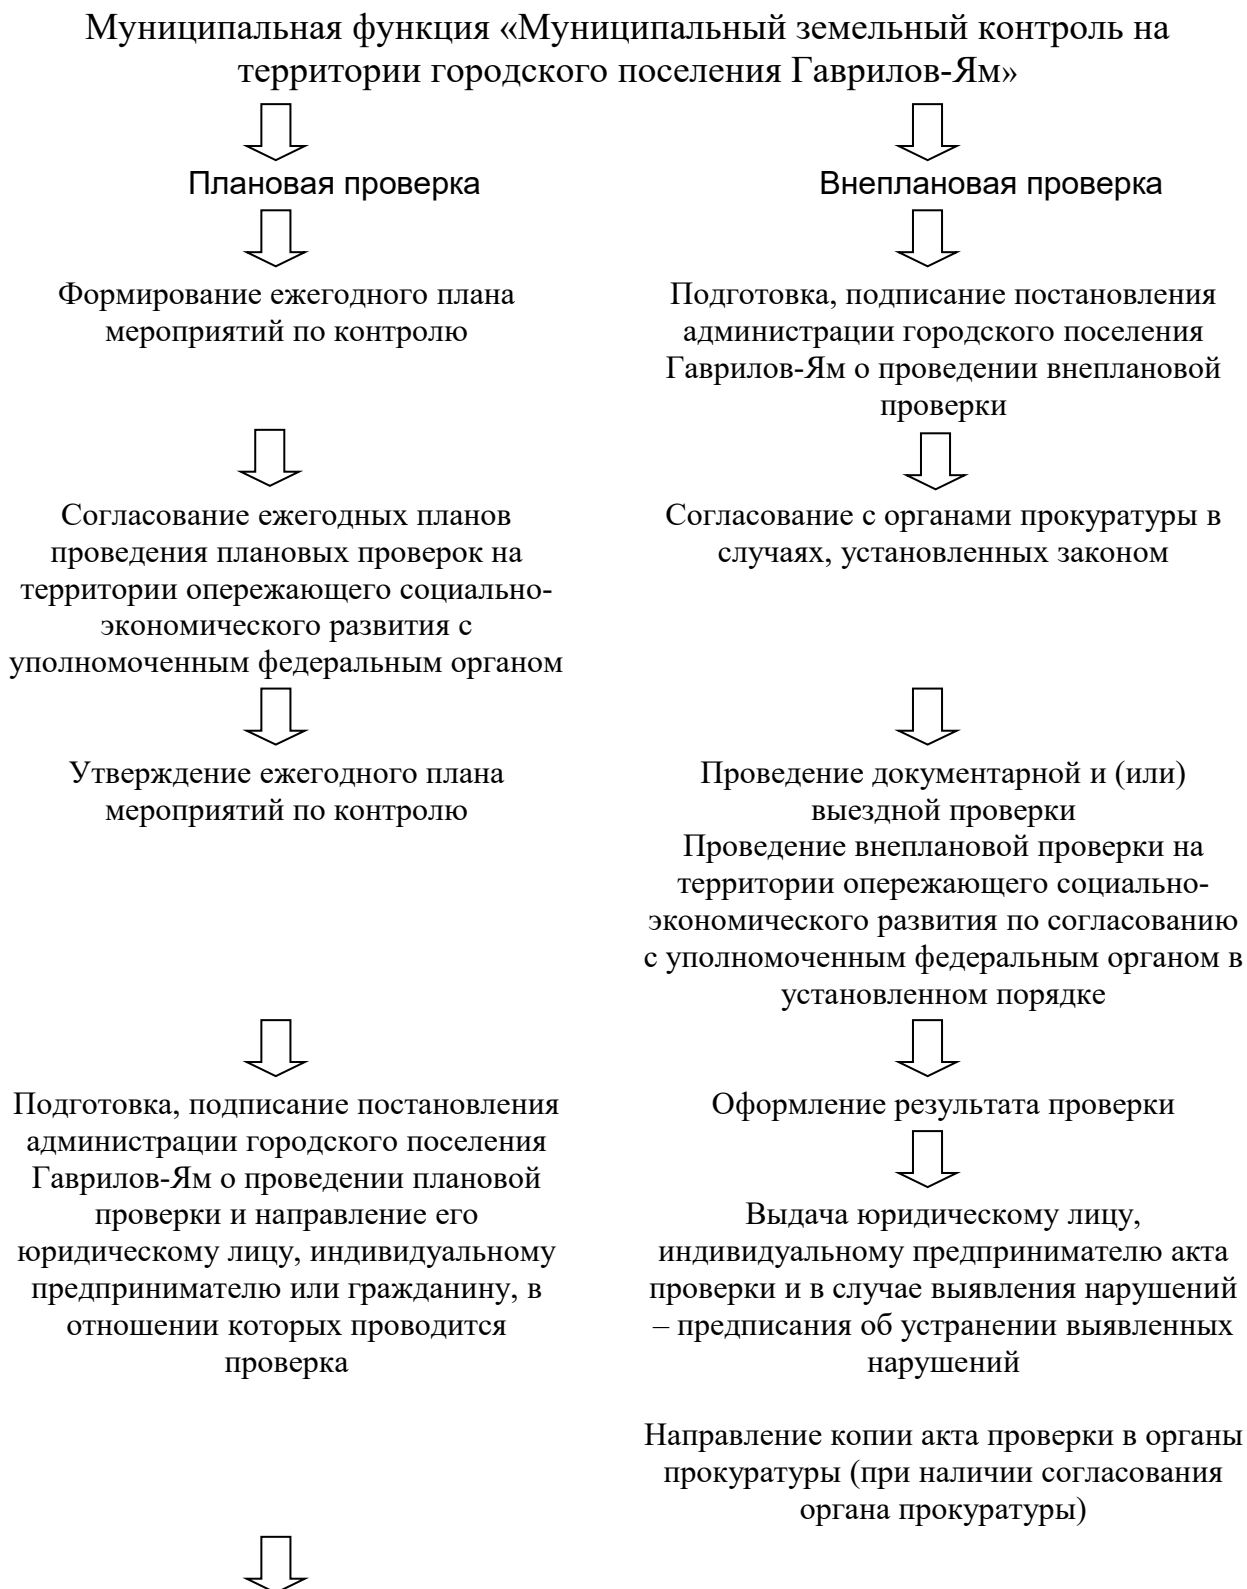 Муниципальная функция «Муниципальный земельный контроль на
территории городского поселения Гаврилов-Ям»
Плановая проверка
Формирование ежегодного плана
мероприятий по контролю
Согласование ежегодных планов
проведения плановых проверок на
территории опережающего социально-
экономического развития с
уполномоченным федеральным органом
Утверждение ежегодного плана
мероприятий по контролю
Подготовка, подписание постановления
администрации городского поселения
Гаврилов-Ям о проведении плановой
проверки и направление его
юридическому лицу, индивидуальному
предпринимателю или гражданину, в
отношении которых проводится
проверка
Внеплановая проверка
Подготовка, подписание постановления
администрации городского поселения
Гаврилов-Ям о проведении внеплановой
проверки
Согласование с органами прокуратуры в
случаях, установленных законом
Проведение документарной и (или)
выездной проверки
Проведение внеплановой проверки на
территории опережающего социально-
экономического развития по согласованию
с уполномоченным федеральным органом в
установленном порядке
Оформление результата проверки
Выдача юридическому лицу,
индивидуальному предпринимателю акта
проверки и в случае выявления нарушений
– предписания об устранении выявленных
нарушений
Направление копии акта проверки в органы
прокуратуры (при наличии согласования
органа прокуратуры)